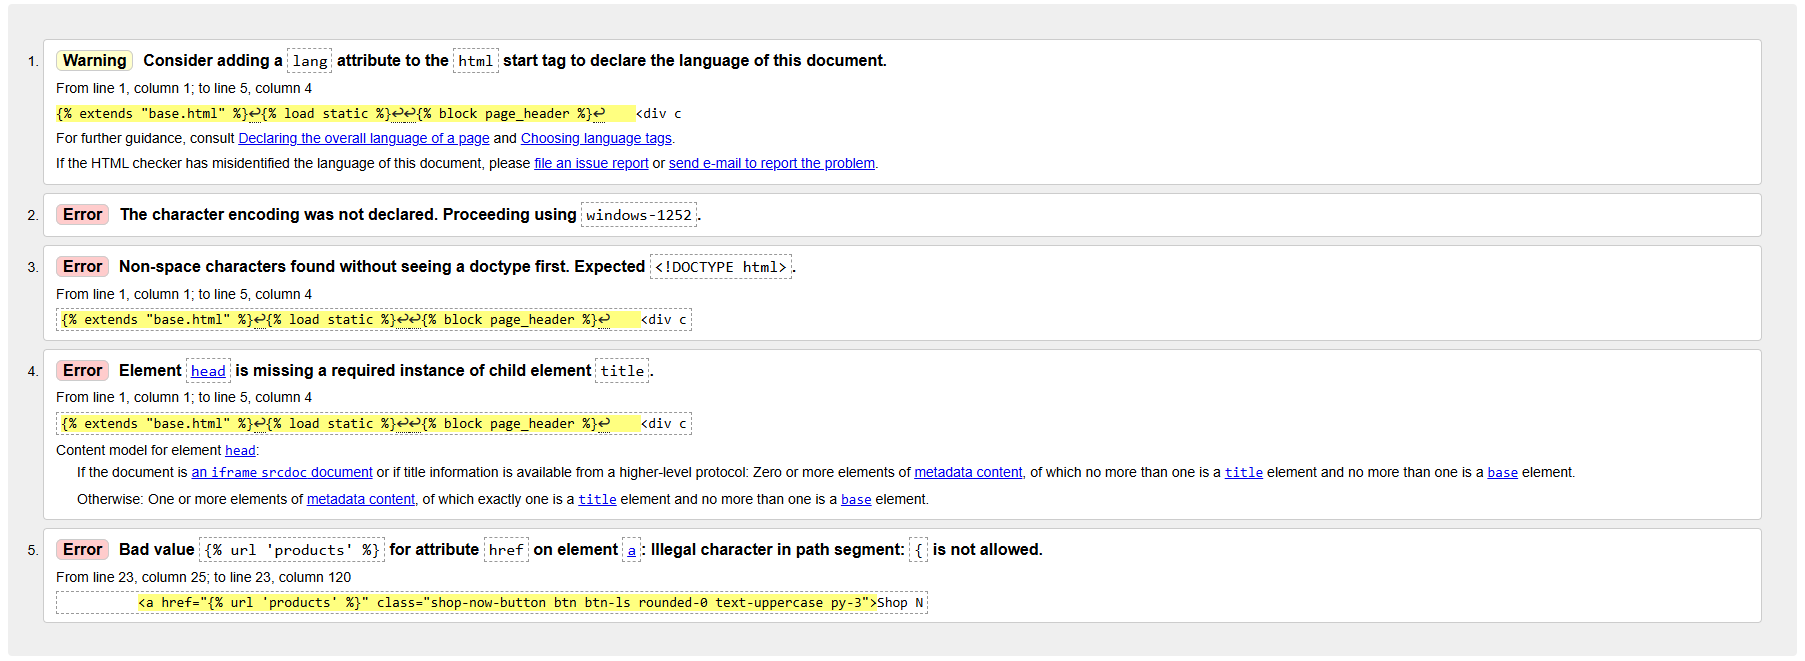 1. Warning Consider adding a lang attribute to the html start tag to declare the language of this document.
From line 1, column 1; to line 5, column 4
{% extends "base.html" %}↩{% load static %}↩↩{% block page_header %}↩ <div c
For further guidance, consult Declaring the overall language of a page and Choosing language tags.
If the HTML checker has misidentified the language of this document, please file an issue report or send e-mail to report the problem.
2. Error The character encoding was not declared. Proceeding using windows-1252.
3. Error Non-space characters found without seeing a doctype first. Expected <!DOCTYPE html>.
From line 1, column 1; to line 5, column 4
{% extends "base.html" %}↩{% load static %}↩↩{% block page_header %}↩ <div c
4. Error Element head is missing a required instance of child element title.
From line 1, column 1; to line 5, column 4
{% extends "base.html" %}↩{% load static %}↩↩{% block page_header %}↩ <div c
Content model for element head:
If the document is an iframe srcdoc document or if title information is available from a higher-level protocol: Zero or more elements of metadata content, of which no more than one is a title element and no more than one is a base element.
Otherwise: One or more elements of metadata content, of which exactly one is a title element and no more than one is a base element.
5. Error Bad value {% url 'products' %} for attribute href on element a: Illegal character in path segment: { is not allowed.
From line 23, column 25; to line 23, column 120
<a href="{% url 'products' %}" class="shop-now-button btn btn-ls rounded-0 text-uppercase py-3">Shop N